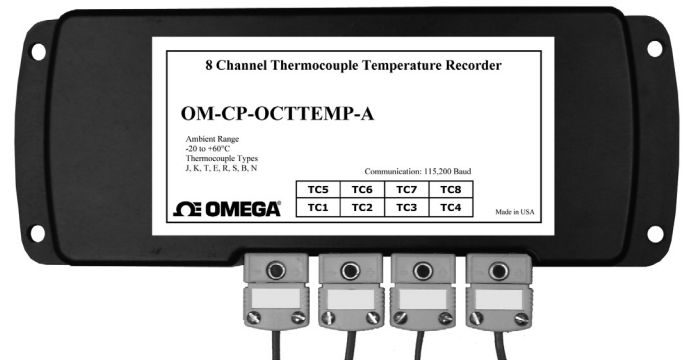 8 Channel Thermocouple Temperature Recorder
OM-CP-OCTTEMP-A
Ambient Range
-20 to +60°C
Thermocouple Types
J, K, T, E, R, S, B, N
Communication: 115,200 Baud
TC5 TC6 TC7 TC8
TC1 TC2 TC3 TC4
ΩE OMEGA®
Made in USA